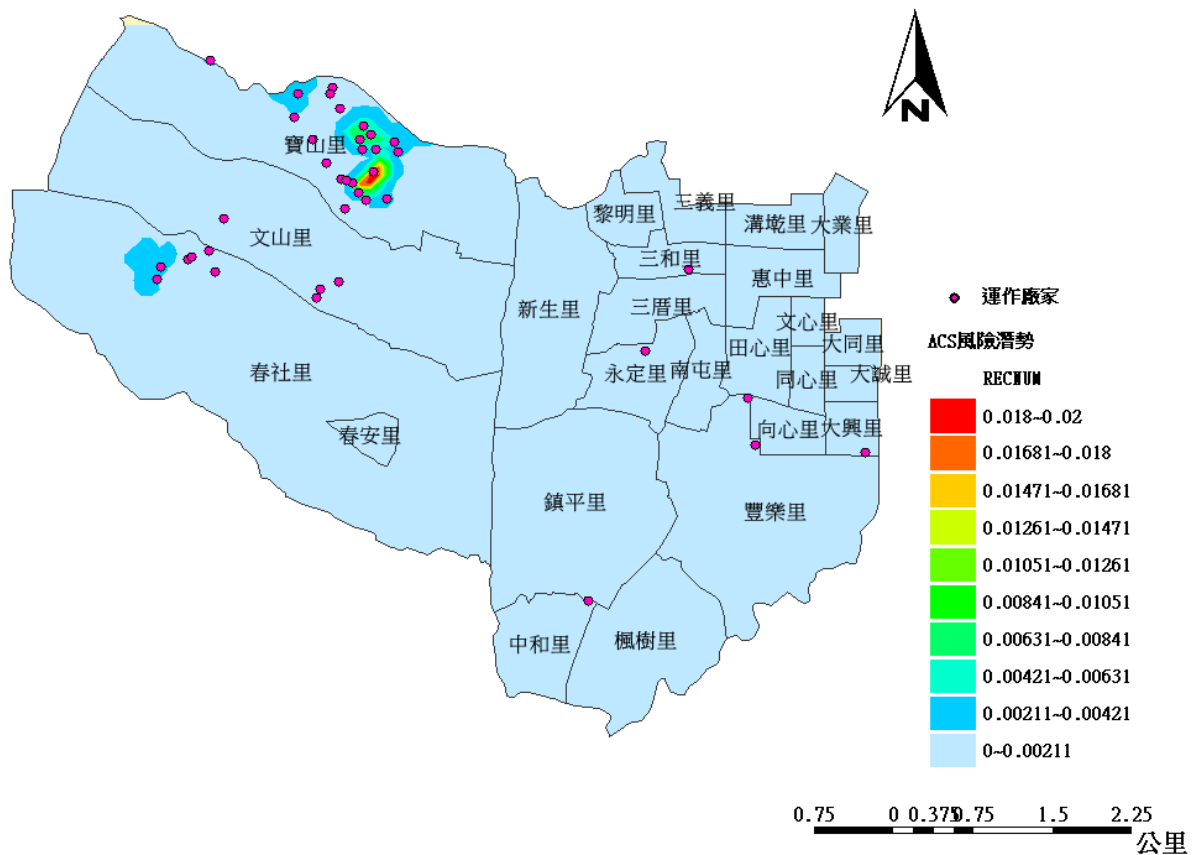 N
寶山里
文山里
春社里
春安里
新生里
黎明里
三義里
溝墘里
大業里
三和里
惠中里
三厝里
文心里
田心里
大同里
永定里
南屯里
同心里
大誠里
向心里
大興里
鎮平里
豐樂里
中和里
楓樹里
運作廠家
ACS風險潛勢
RECNUM
0.018~0.02
0.01681~0.018
0.01471~0.01681
0.01261~0.01471
0.01051~0.01261
0.00841~0.01051
0.00631~0.00841
0.00421~0.00631
0.00211~0.00421
0~0.00211
0.75 0 0.375 0.75 1.5 2.25
公里